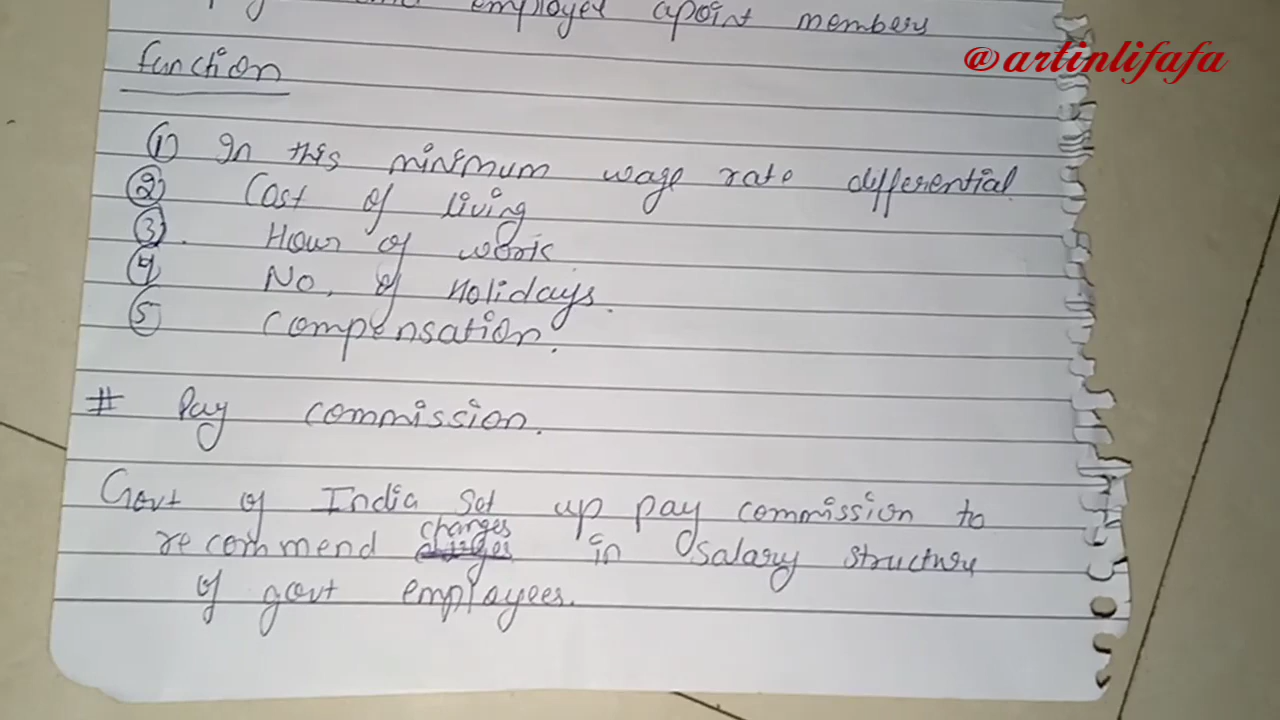 employer apoint members
@artinlifafa
function
① In this minimum wage rate differential
② Cost of living
③. Hour of work
④ No. of Holidays.
⑤ Compensation.
# Pay commission.
Govt of India set up pay commission to
recommend changes in salary structure
of govt employees.